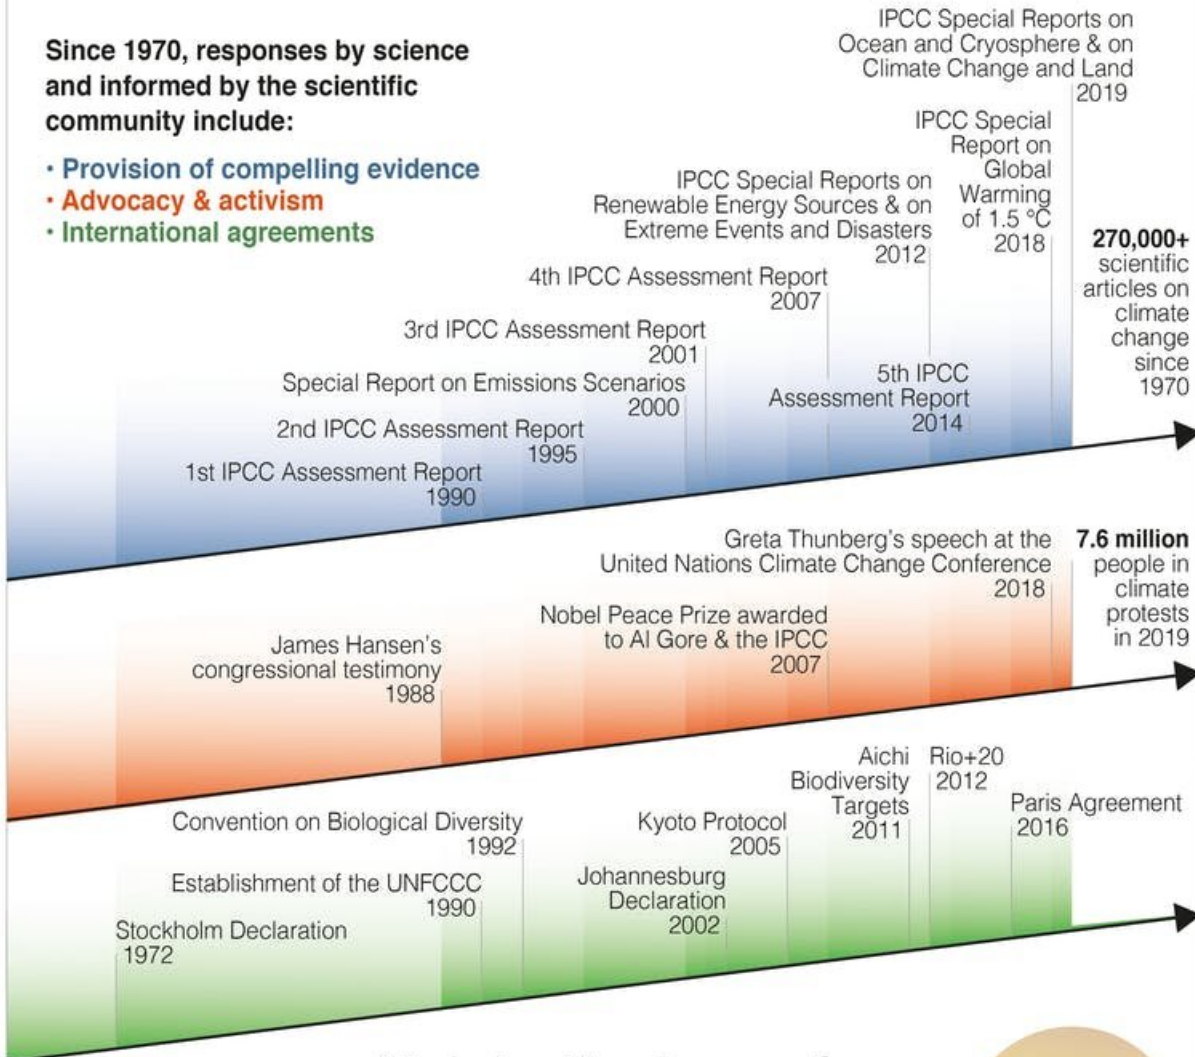 Since 1970, responses by science
and informed by the scientific
community include:
· Provision of compelling evidence
· Advocacy & activism
· International agreements
IPCC Special Reports on
Ocean and Cryosphere & on
Climate Change and Land
2019
IPCC Special
Report on
Global
Warming
of 1.5 °C
2018
IPCC Special Reports on
Renewable Energy Sources & on
Extreme Events and Disasters
2012
270,000+
scientific
articles on
climate
change
since
1970
4th IPCC Assessment Report
2007
3rd IPCC Assessment Report
2001
5th IPCC
Assessment Report
2014
Special Report on Emissions Scenarios
2000
2nd IPCC Assessment Report
1995
1st IPCC Assessment Report
1990
Greta Thunberg's speech at the
United Nations Climate Change Conference
2018
7.6 million
people in
climate
protests
in 2019
Nobel Peace Prize awarded
to Al Gore & the IPCC
2007
James Hansen's
congressional testimony
1988
Aichi
Biodiversity
Targets
2011
Rio+20
2012
Paris Agreement
2016
Convention on Biological Diversity
1992
Kyoto Protocol
2005
Establishment of the UNFCCC
1990
Johannesburg
Declaration
2002
Stockholm Declaration
1972